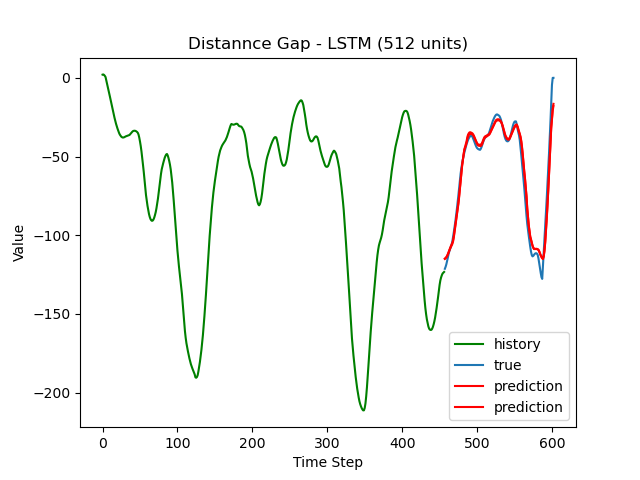 Distannce Gap - LSTM (512 units)
Value
0
−50
−100
−150
−200
history
true
prediction
prediction
0 100 200 300 400 500 600
Time Step